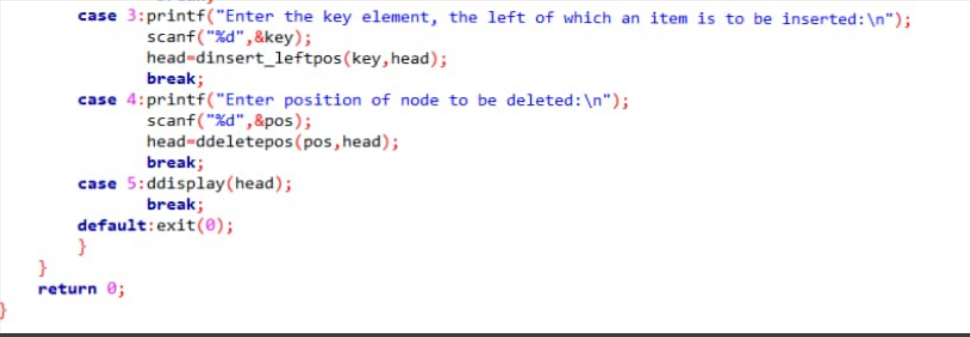 case 3:printf("Enter the key element, the left of which an item is to be inserted:\n");
scanf("%d",&key);
head=dinsert_leftpos(key,head);
break;
case 4:printf("Enter position of node to be deleted:\n");
scanf("%d",&pos);
head=ddeletepos(pos,head);
break;
case 5:ddisplay(head);
break;
default:exit(0);
}
}
return 0;
}